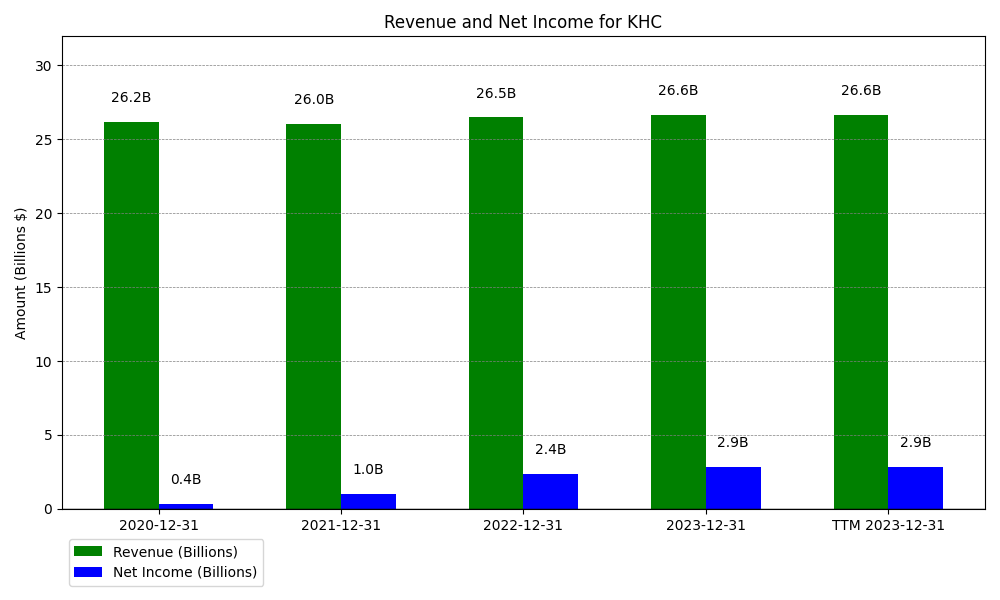 Revenue and Net Income for KHC
Amount (Billions $)
30
25
20
15
10
5
0
26.2B
26.0B
26.5B
26.6B
26.6B
0.4B
1.0B
2.4B
2.9B
2.9B
2020-12-31
2021-12-31
2022-12-31
2023-12-31
TTM 2023-12-31
Revenue (Billions)
Net Income (Billions)